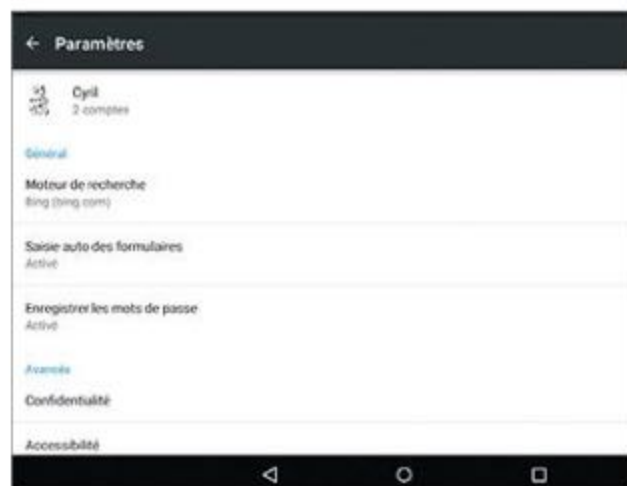 Paramètres
Cyril
2 comptes
Général
Moteur de recherche
Bing (bing.com)
Saisie auto des formulaires
Activé
Enregistrer les mots de passe
Activé
Avancés
Confidentialité
Accessibilité